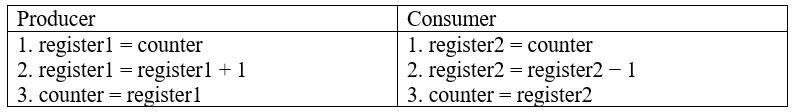 Producer
Consumer
1. register1 = counter
1. register2 = counter
2. register1 = register1 + 1
2. register2 = register2 − 1
3. counter = register1
3. counter = register2